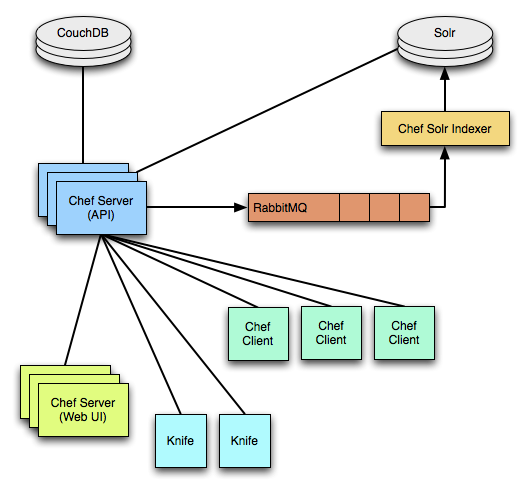 CouchDB
Solr
Chef Solr Indexer
Chef Server
(API)
RabbitMQ
Chef
Client
Chef
Client
Chef
Client
Chef Server
(Web UI)
Knife
Knife